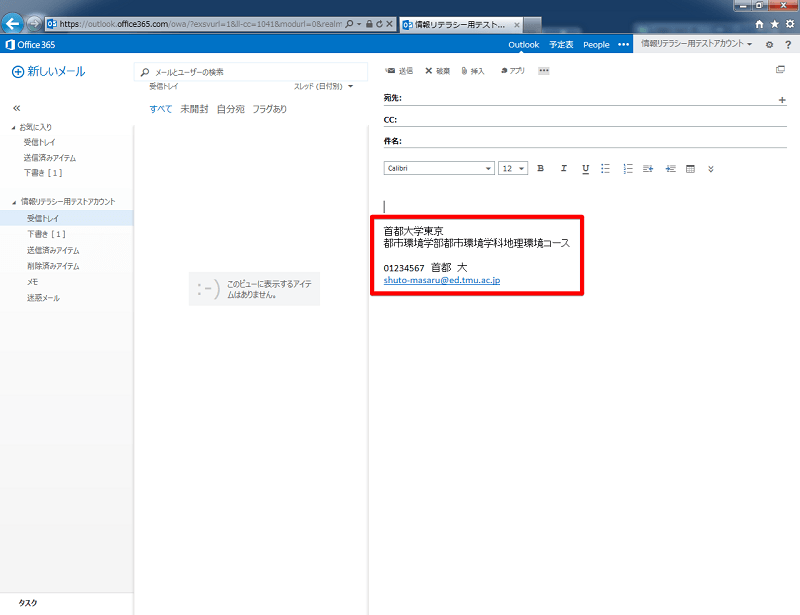 https://outlook.office365.com/owa/?exsvurl=1&ll-cc=1041&modurl=0&realm
情報リテラシー用テスト...
Office 365
Outlook 予定表 People ••• 情報リテラシー用テストアカウント ?
新しいメール
メールとユーザーの検索
受信トレイ スレッド (日付別)
すべて 未開封 自分宛 フラグあり
«
お気に入り
受信トレイ
送信済みアイテム
下書き [ 1 ]
情報リテラシー用テストアカウント
受信トレイ
下書き [ 1 ]
送信済みアイテム
削除済みアイテム
メモ
迷惑メール
タスク
:-)
このビューに表示するアイテ
ムはありません。
送信 破棄 挿入 アプリ •••
宛先:
CC:
件名:
Calibri 12 B I U
首都大学東京
都市環境学部都市環境学科地理環境コース
01234567 首都 大
shuto-masaru@ed.tmu.ac.jp